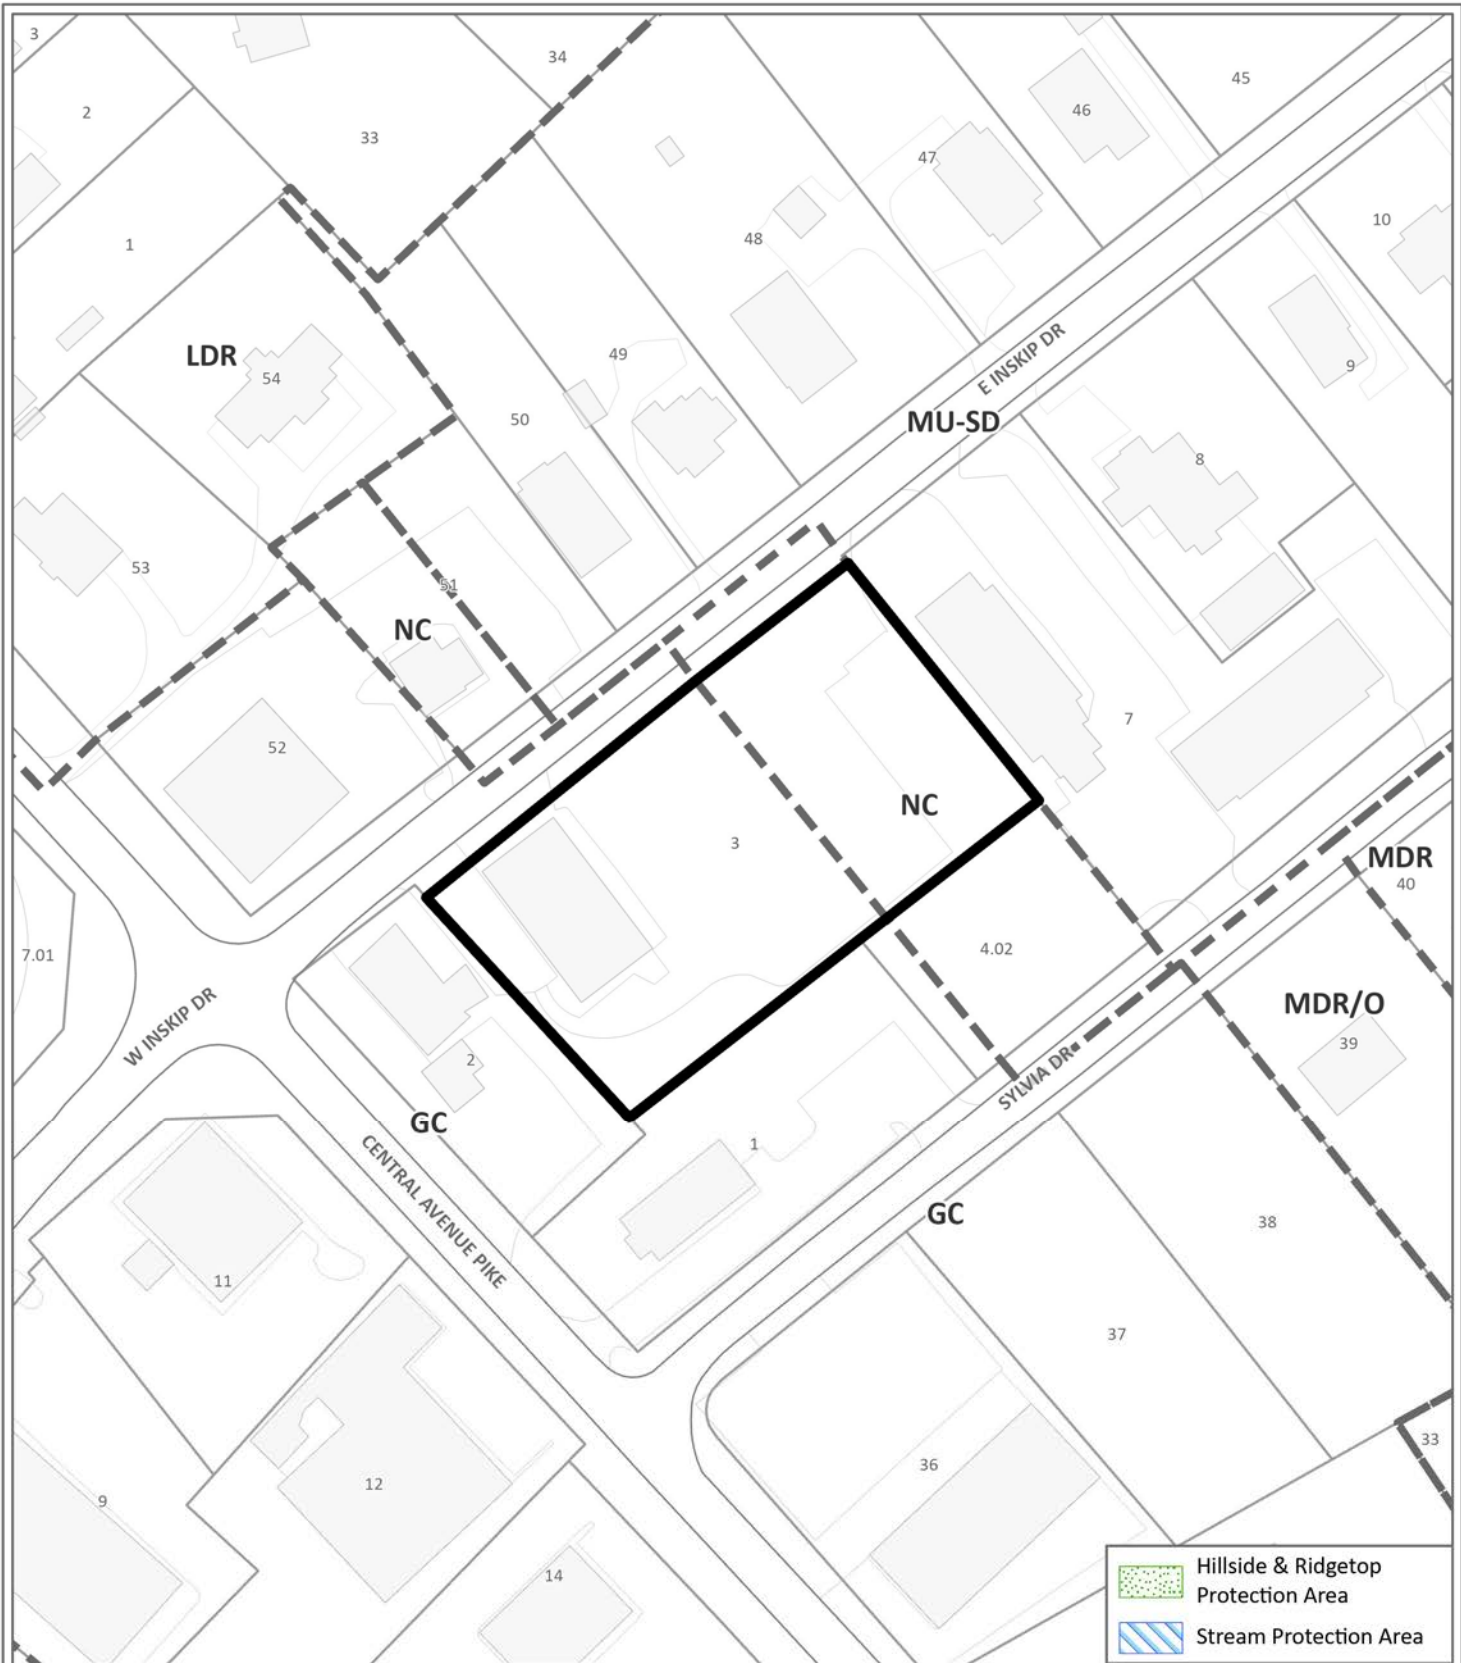 3
34
45
2
46
33
47
10
1
48
E INSKIP DR
49
9
LDR
54
50
MU-SD
8
53
51
NC
7
52
NC
3
MDR
40
7.01
4.02
MDR/O
W INSKIP DR
39
2
SYLVIA DR
GC
1
CENTRAL AVENUE PIKE
GC
38
11
37
33
36
12
9
14
Hillside & Ridgetop
Protection Area
Stream Protection Area